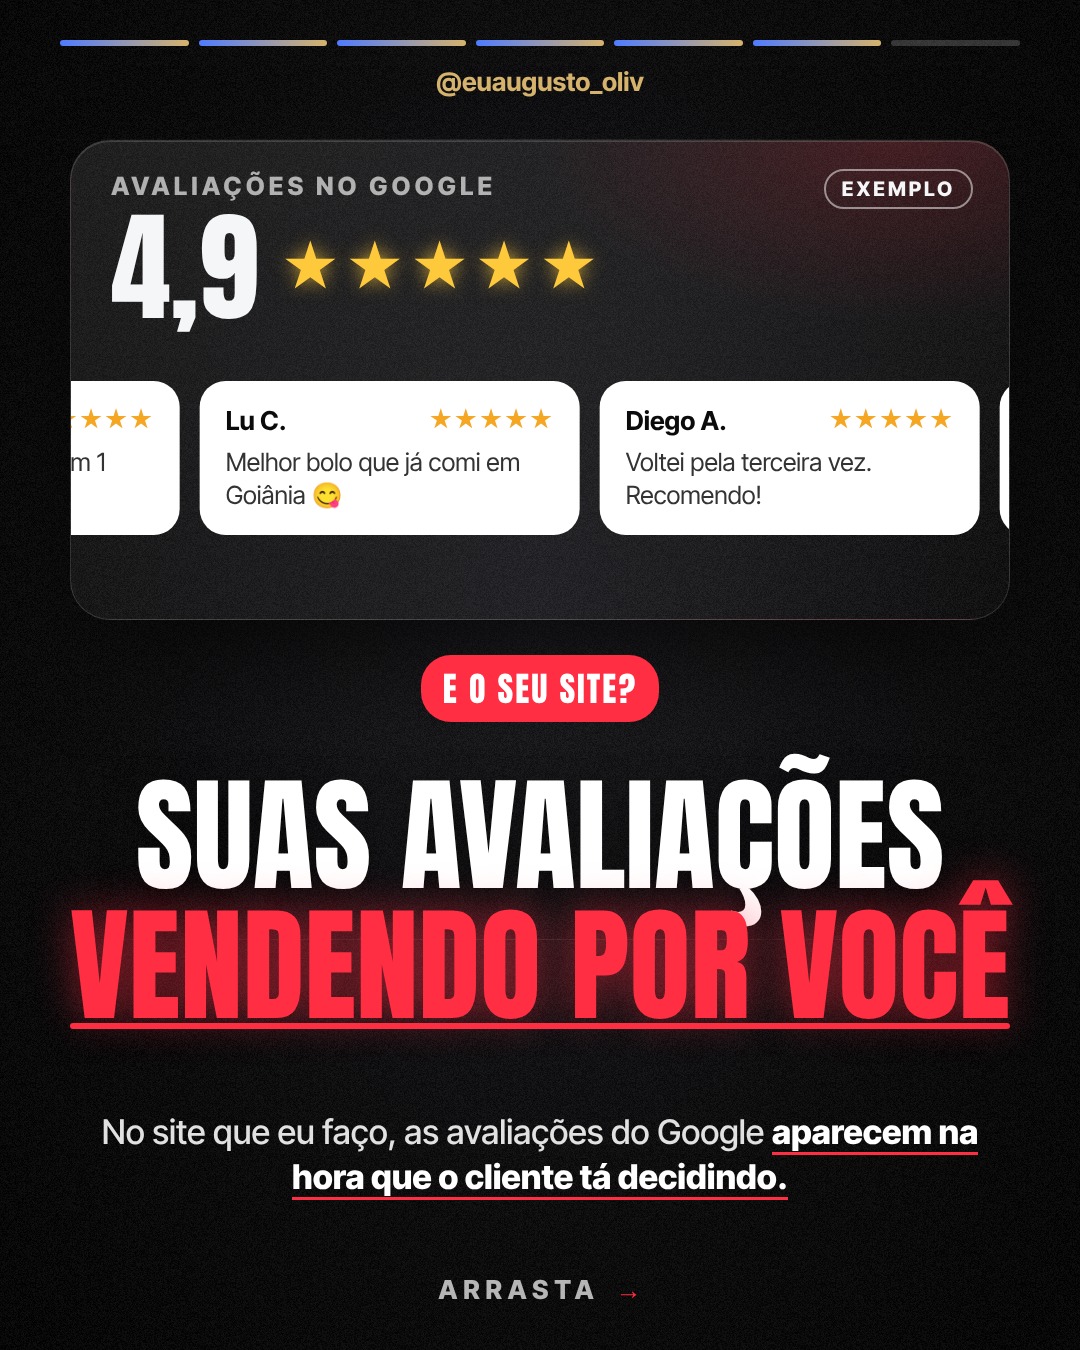 @euaugusto_oliv
AVALIAÇÕES NO GOOGLE
EXEMPLO
4,9 ★★★★★
★★★★
m 1
Lu C. ★★★★★
Melhor bolo que já comi em
Goiânia 😋
Diego A. ★★★★★
Voltei pela terceira vez.
Recomendo!
E O SEU SITE?
SUAS AVALIAÇÕES
VENDENDO POR VOCÊ
No site que eu faço, as avaliações do Google aparecem na
hora que o cliente tá decidindo.
ARRASTA →